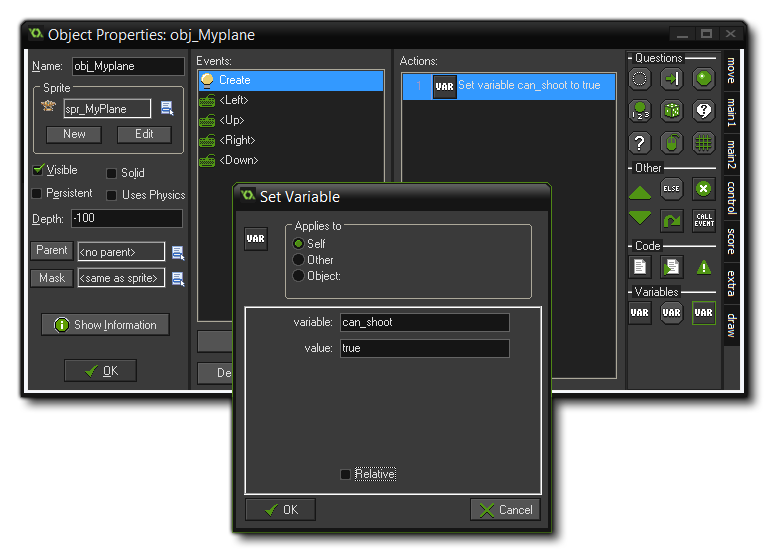 Object Properties: obj_Myplane
Name: obj_Myplane
Sprite
spr_MyPlane
New Edit
Visible Solid
Persistent Uses Physics
Depth: -100
Parent <no parent>
Mask <same as sprite>
Show Information
OK
Events:
Create
<Left>
<Up>
<Right>
<Down>
De
Actions:
1 VAR Set variable can_shoot to true
Questions
1 2 3
?
?
Other
ELSE
CALL
EVENT
Code
Variables
VAR VAR VAR
move
main1
main2
control
score
extra
draw
Set Variable
VAR
Applies to
Self
Other
Object:
variable: can_shoot
value: true
Relative
OK Cancel